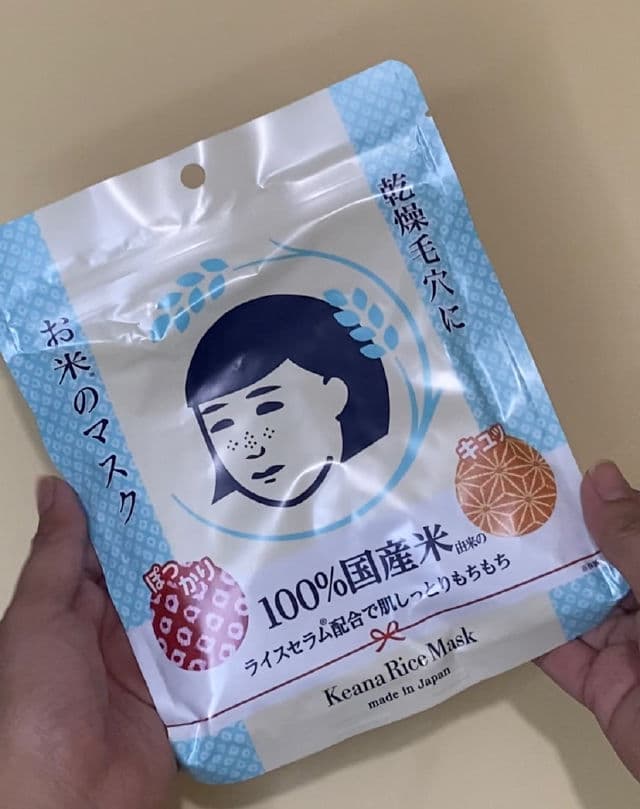 乾燥毛穴に
お米のマスク
キュッ
ぽっかり
100%国産米由来の
ライスセラム®配合で肌しっとりもちもち
Keana Rice Mask
made in Japan